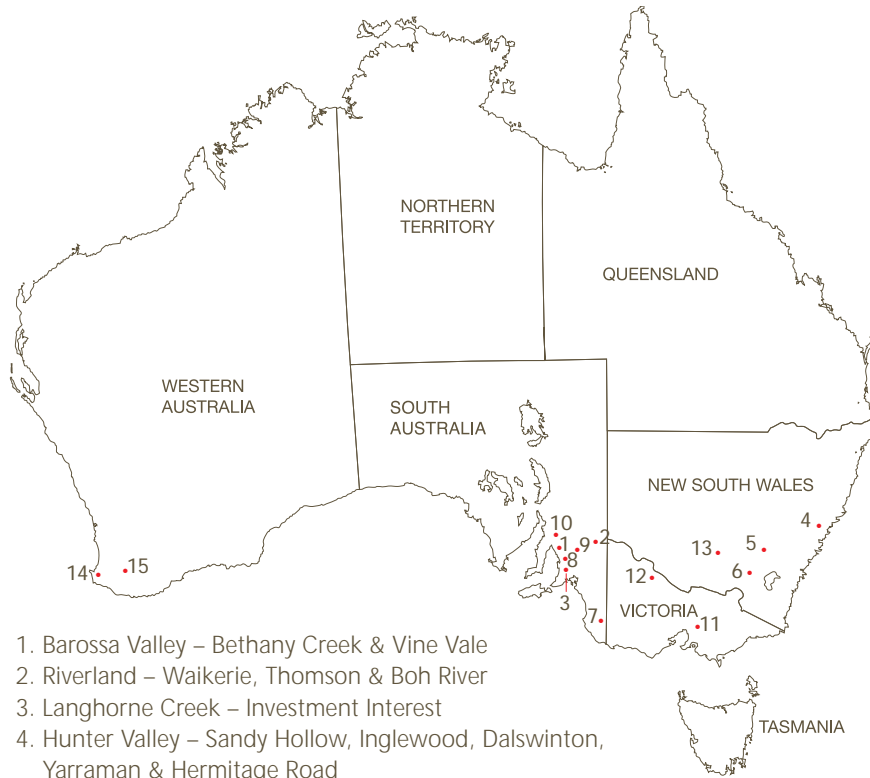 NORTHERN
TERRITORY
QUEENSLAND
WESTERN
AUSTRALIA
SOUTH
AUSTRALIA
NEW SOUTH WALES
4
10
2
1
9
13
5
8
14
15
12
6
3
7
VICTORIA
11
1. Barossa Valley – Bethany Creek & Vine Vale
2. Riverland – Waikerie, Thomson & Boh River
3. Langhorne Creek – Investment Interest
4. Hunter Valley – Sandy Hollow, Inglewood, Dalswinton,
Yarraman & Hermitage Road
TASMANIA